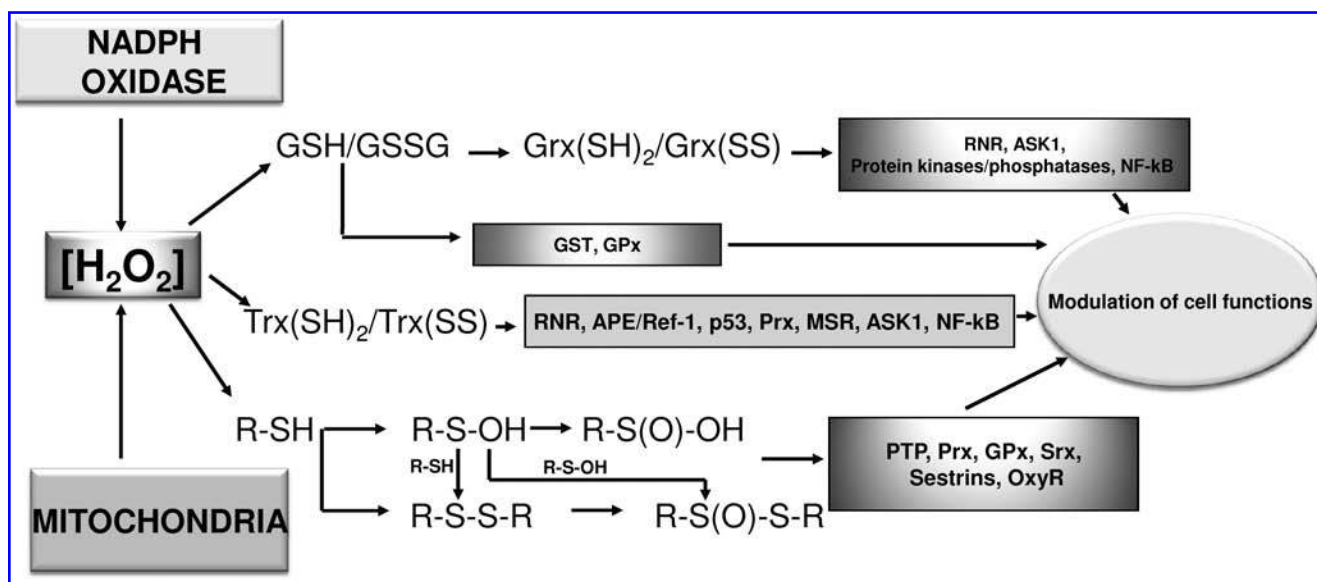 NADPH
OXIDASE
GSH/GSSG
Grx(SH)₂/Grx(SS)
RNR, ASK1,
Protein kinases/phosphatases, NF-kB
[H₂O₂]
GST, GPx
Modulation of cell functions
Trx(SH)₂/Trx(SS)
RNR, APE/Ref-1, p53, Prx, MSR, ASK1, NF-kB
R-SH
R-S-OH
R-S(O)-OH
R-SH
R-S-OH
PTP, Prx, GPx, Srx,
Sestrins, OxyR
MITOCHONDRIA
R-S-S-R
R-S(O)-S-R